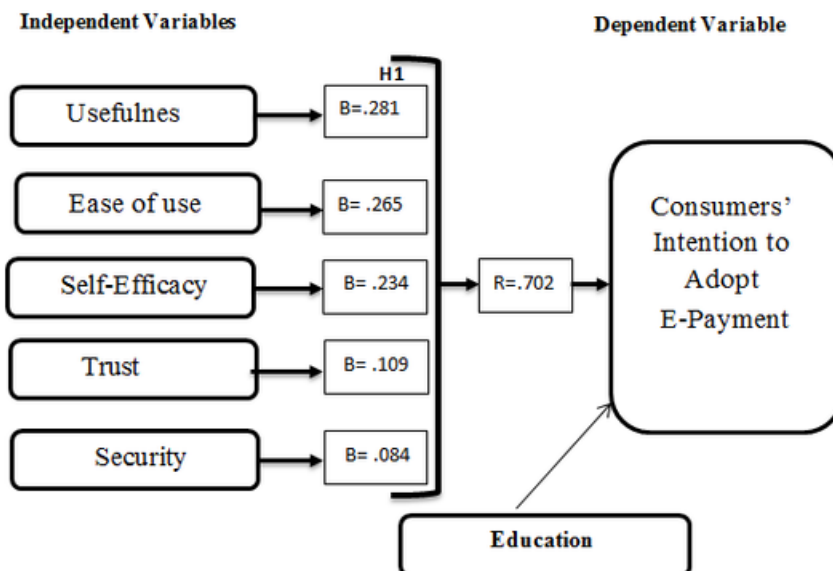 Independent Variables
Dependent Variable
H1
Usefulnes
B=.281
Ease of use
B= .265
Self-Efficacy
B= .234
Trust
B= .109
Security
B= .084
R=.702
Consumers’
Intention to
Adopt
E-Payment
Education